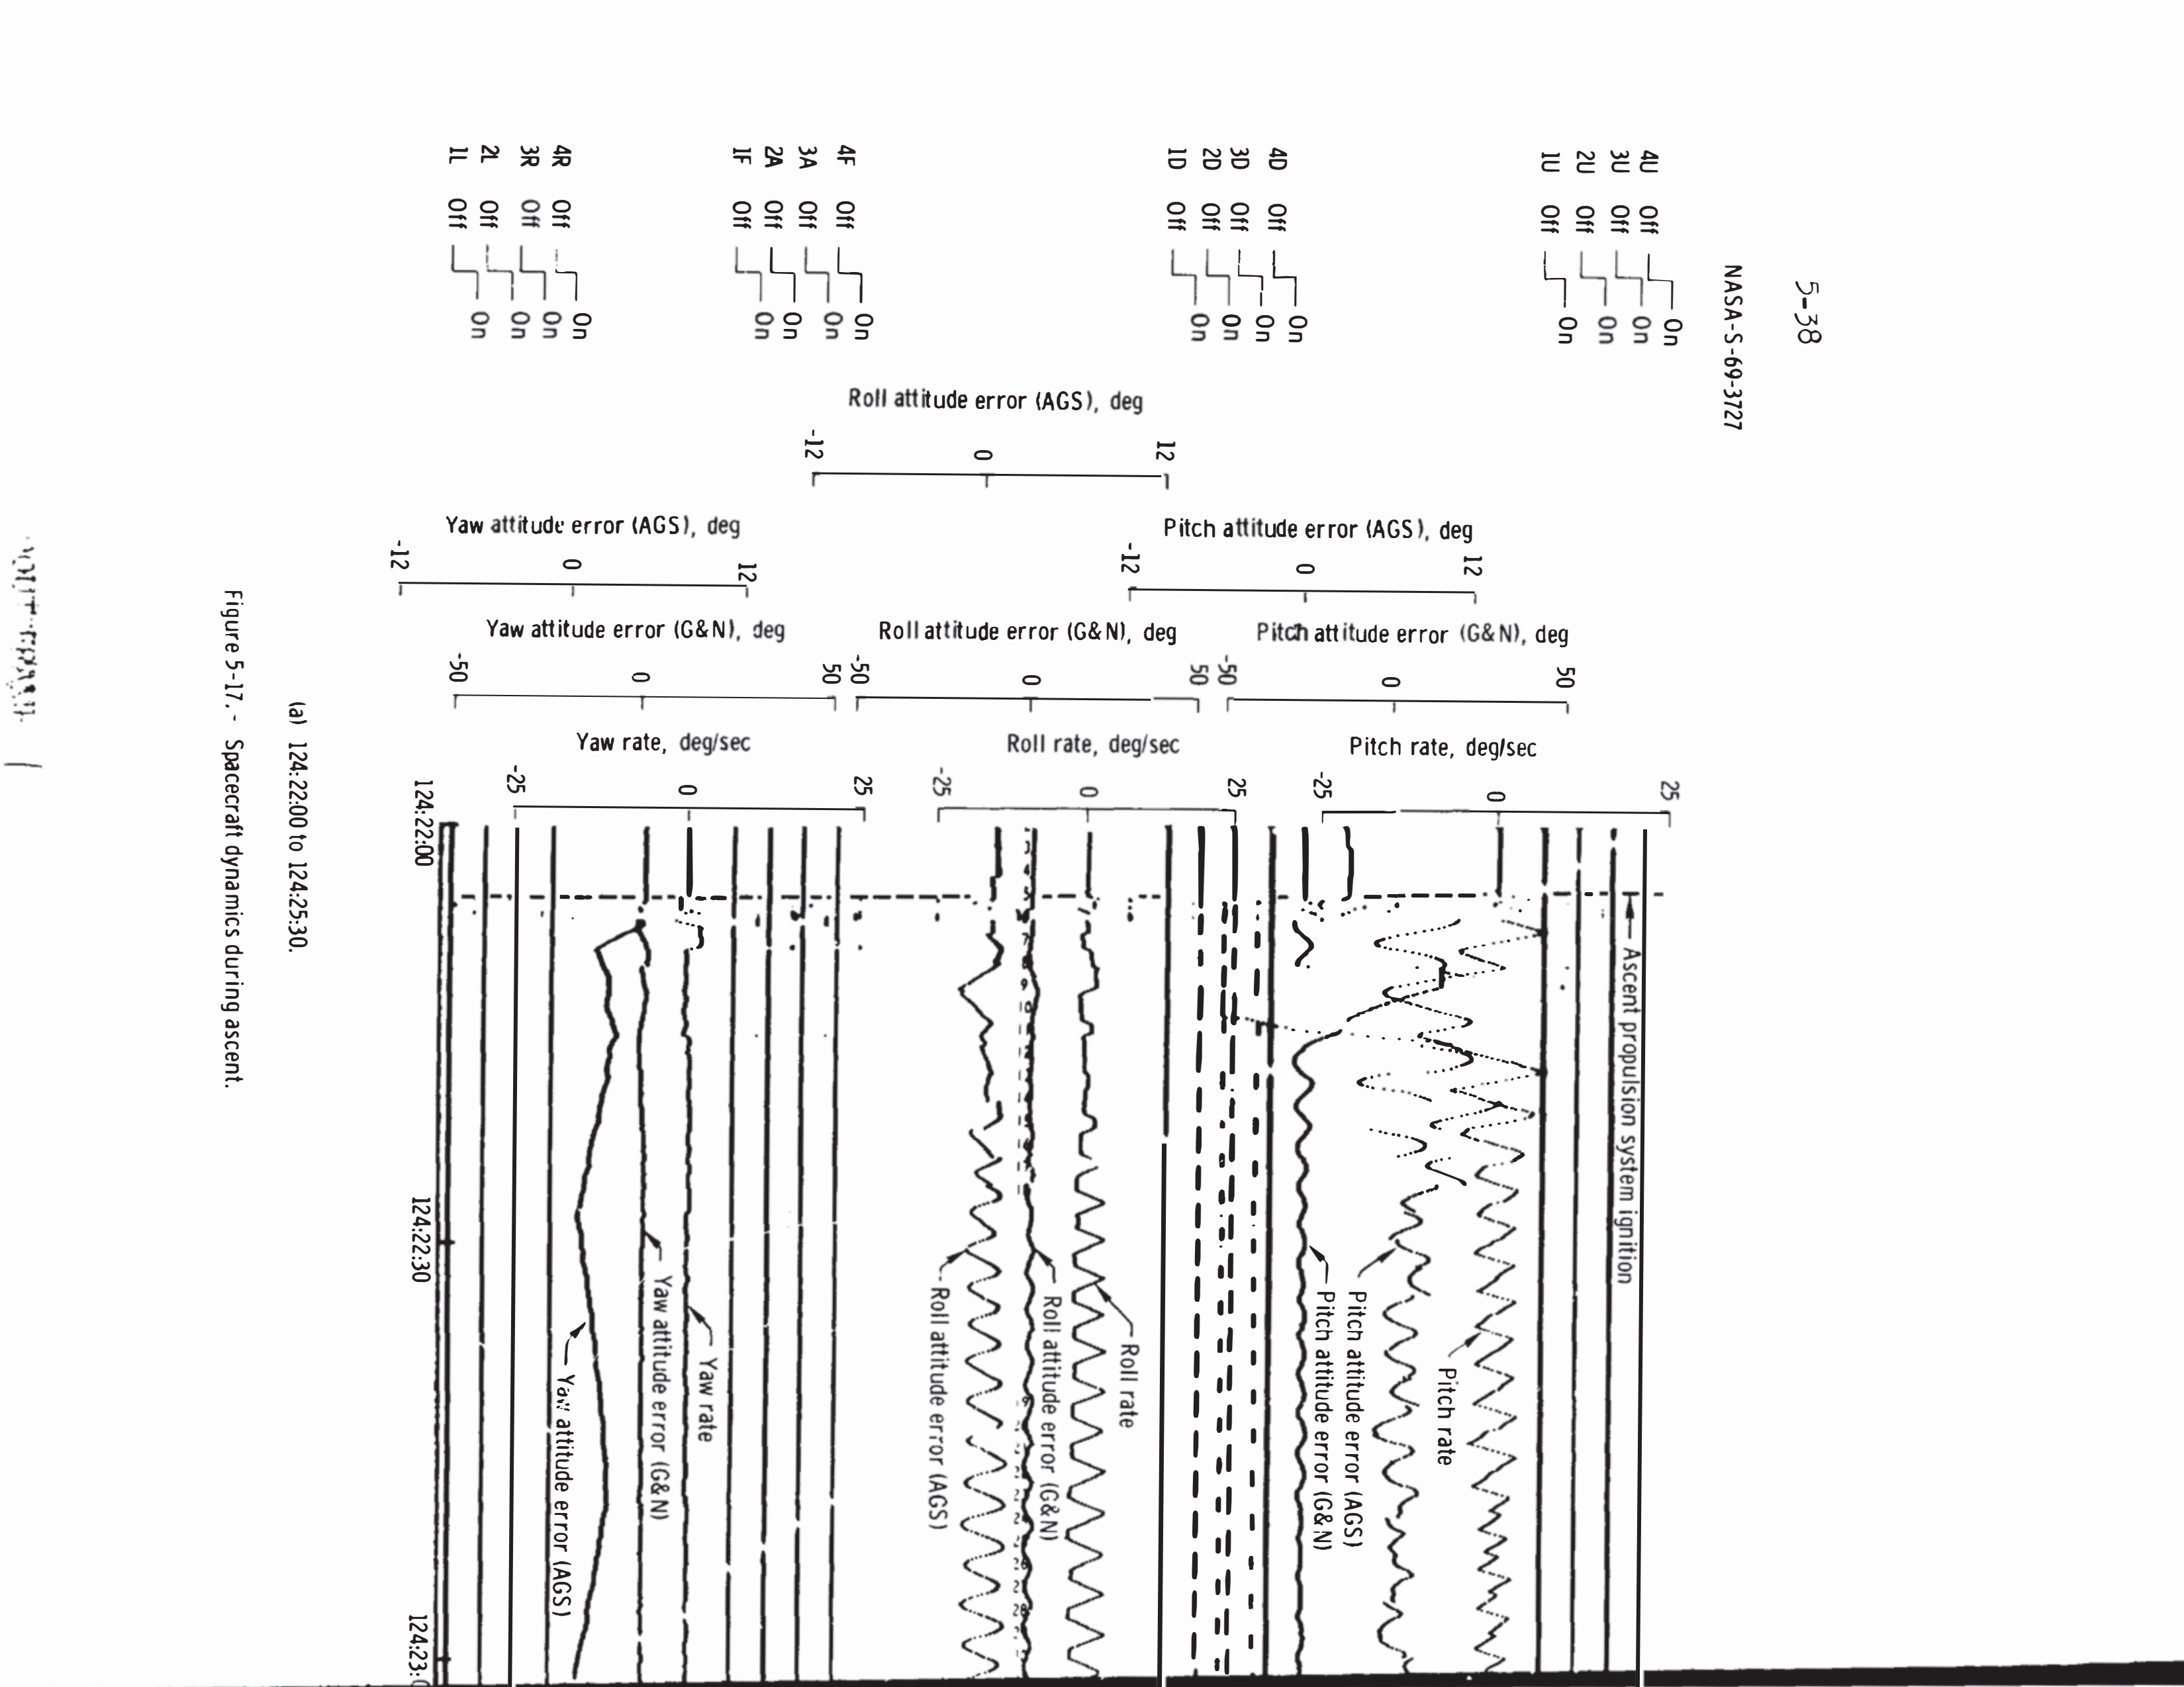 5-38
NASA-S-69-3727
4U Off On
3U Off On
2U Off On
1U Off On
4D Off On
3D Off On
2D Off On
1D Off On
4F Off On
3A Off On
2A Off On
1F Off On
4R Off On
3R Off On
2L Off On
1L Off On
Roll attitude error (AGS), deg
-12 0 12
Pitch attitude error (AGS), deg
-12 0 12
Yaw attitude error (AGS), deg
-12 0 12
Pitch attitude error (G&N), deg
-50 0 50
Roll attitude error (G&N), deg
-50 0 50
Yaw attitude error (G&N), deg
-50 0 50
Pitch rate, deg/sec
-25 0 25
Roll rate, deg/sec
-25 0 25
Yaw rate, deg/sec
-25 0 25
Ascent propulsion system ignition
Pitch rate
Pitch attitude error (AGS)
Pitch attitude error (G&N)
Roll rate
Roll attitude error (G&N)
Roll attitude error (AGS)
Yaw rate
Yaw attitude error (G&N)
Yaw attitude error (AGS)
124:22:00
124:22:30
124:23:0
(a) 124:22:00 to 124:25:30.
Figure 5-17. - Spacecraft dynamics during ascent.